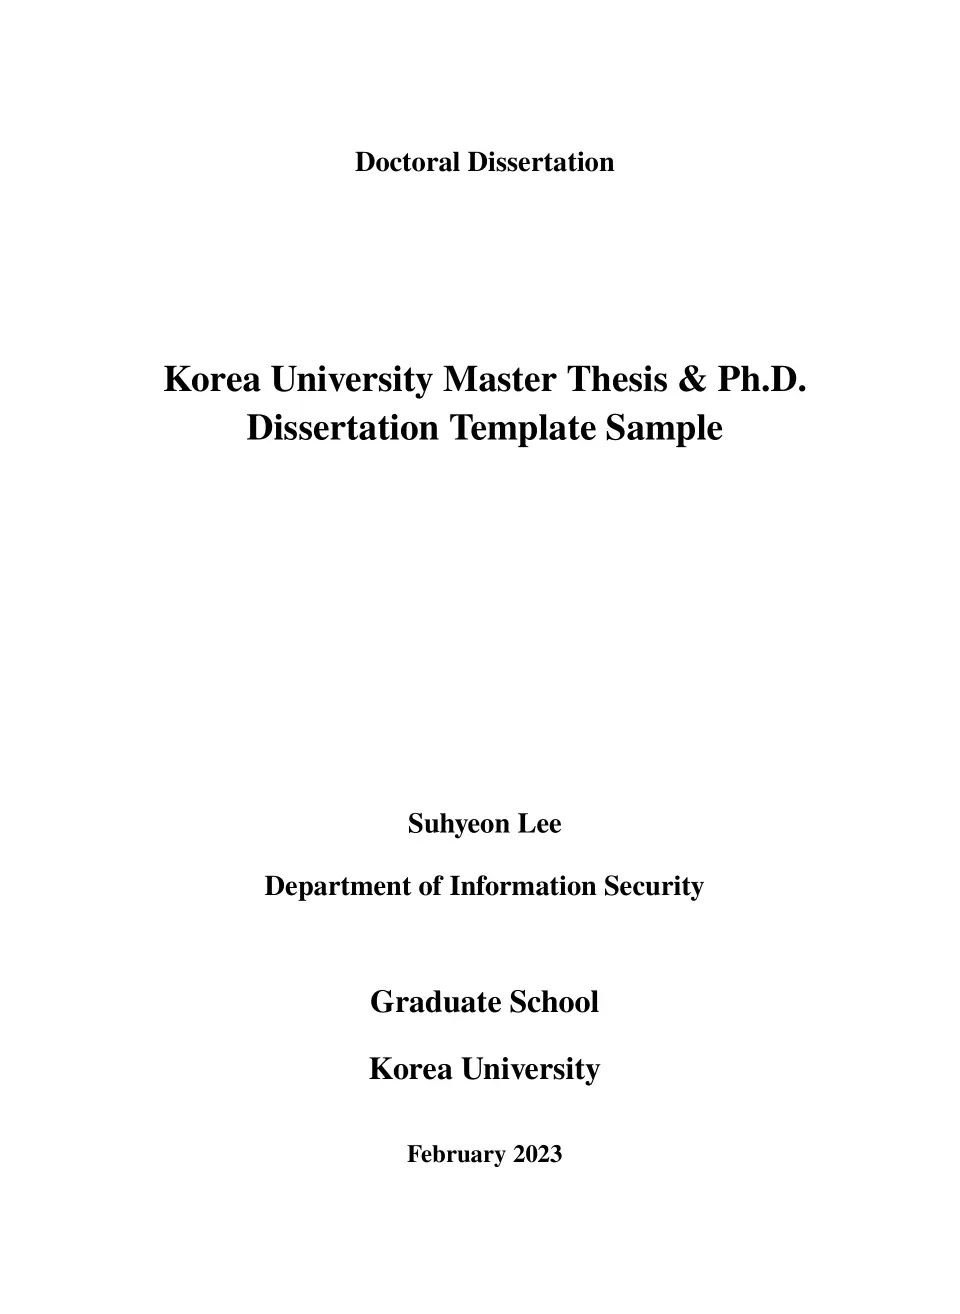 Doctoral Dissertation
Korea University Master Thesis & Ph.D.
Dissertation Template Sample
Suhyeon Lee
Department of Information Security
Graduate School
Korea University
February 2023